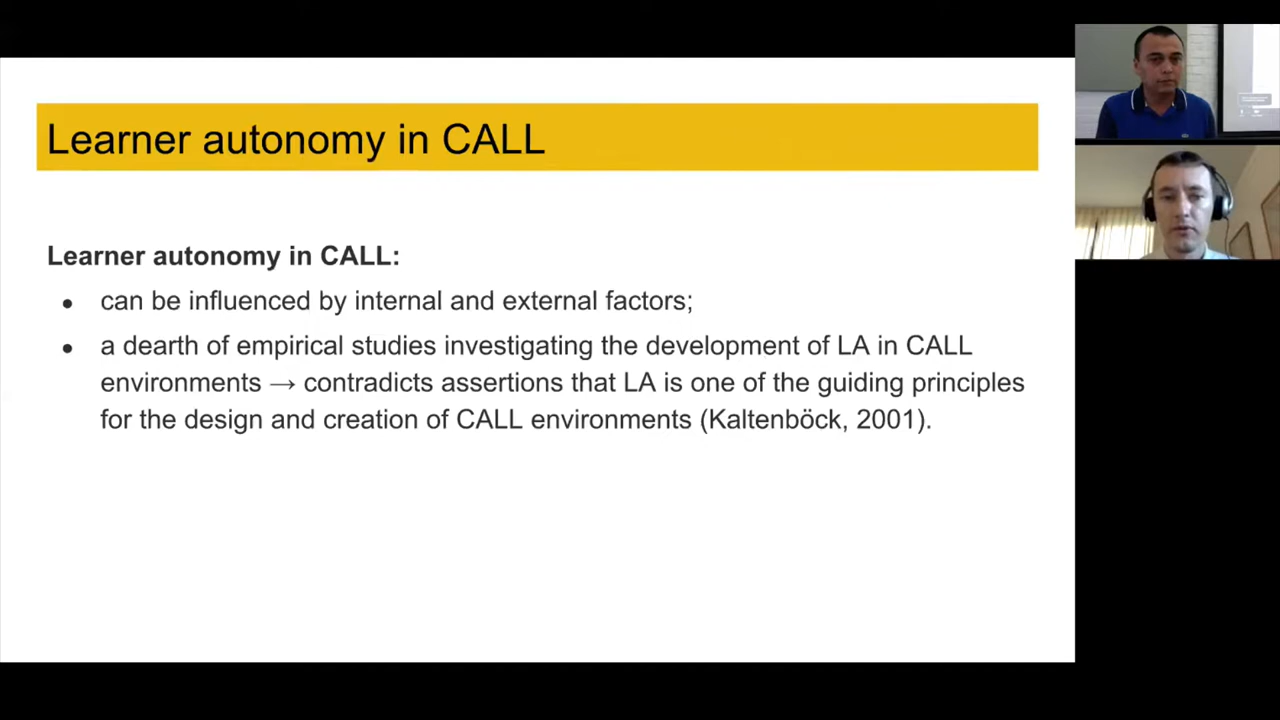 Learner autonomy in CALL
Learner autonomy in CALL:
● can be influenced by internal and external factors;
● a dearth of empirical studies investigating the development of LA in CALL
environments → contradicts assertions that LA is one of the guiding principles
for the design and creation of CALL environments (Kaltenböck, 2001).